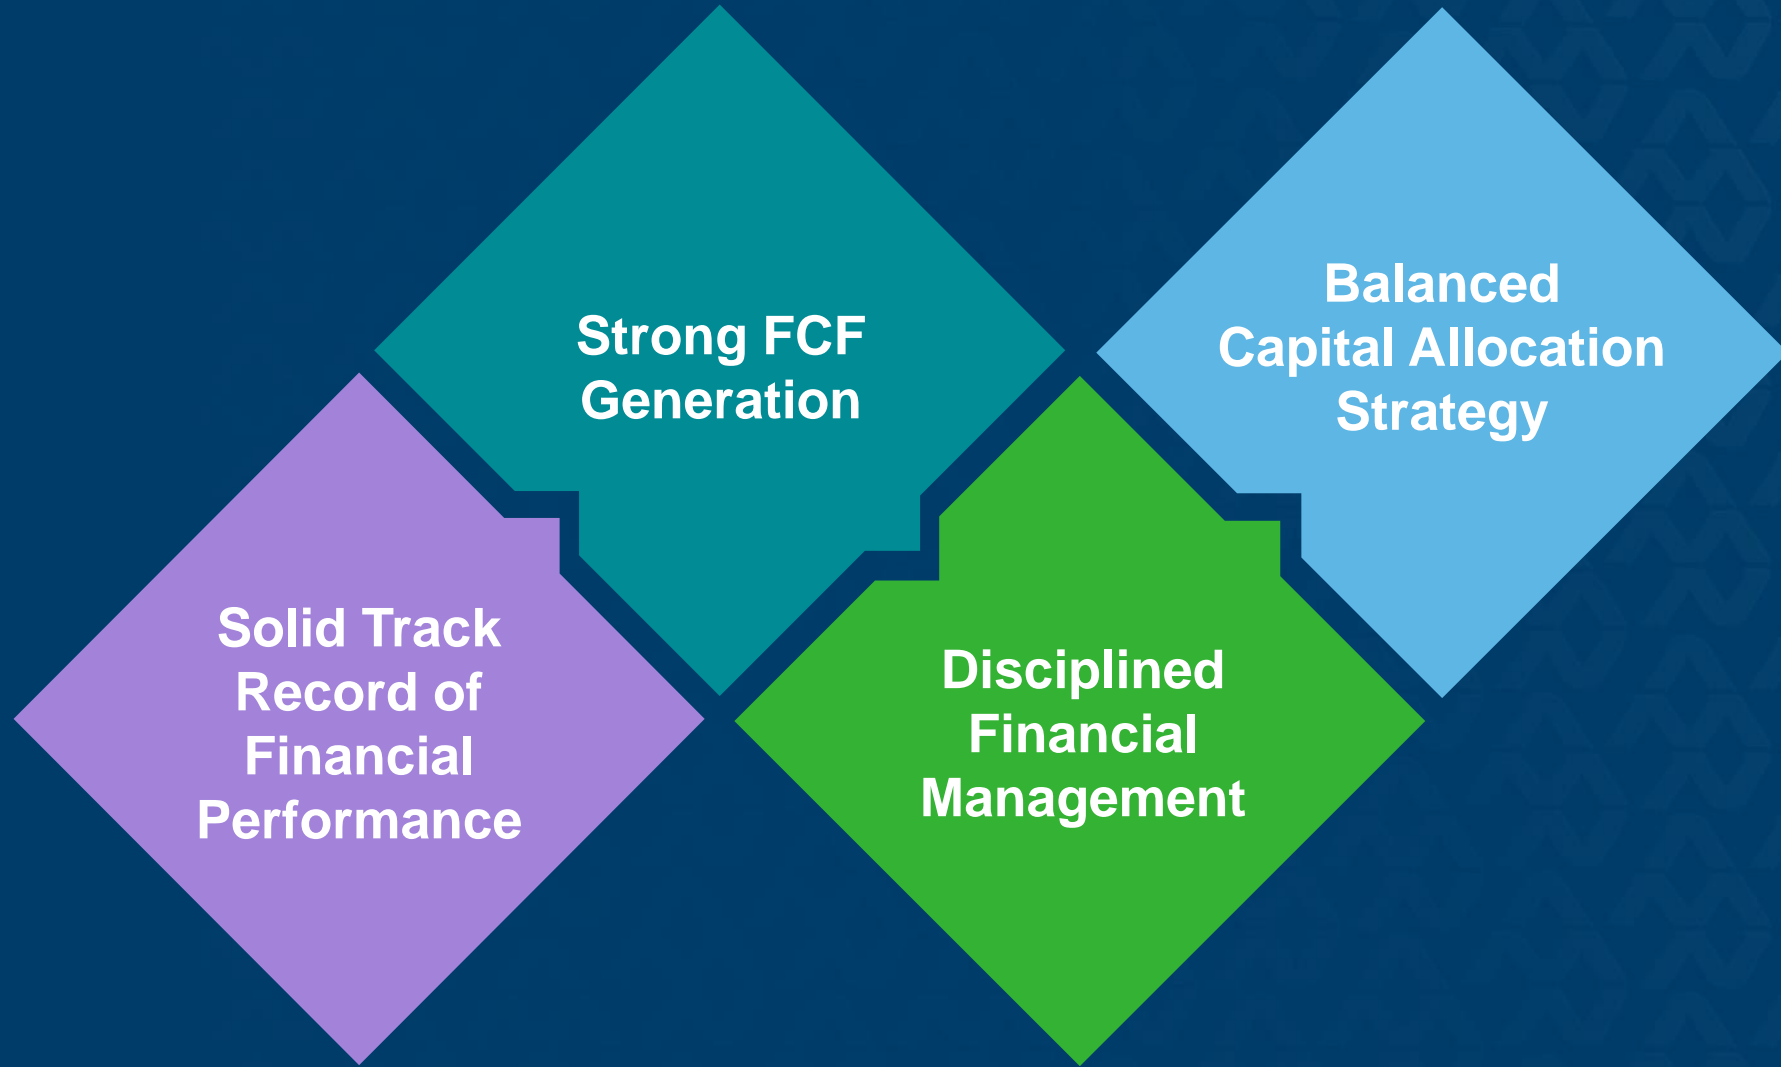 Solid Track
Record of
Financial
Performance
Strong FCF
Generation
Disciplined
Financial
Management
Balanced
Capital Allocation
Strategy